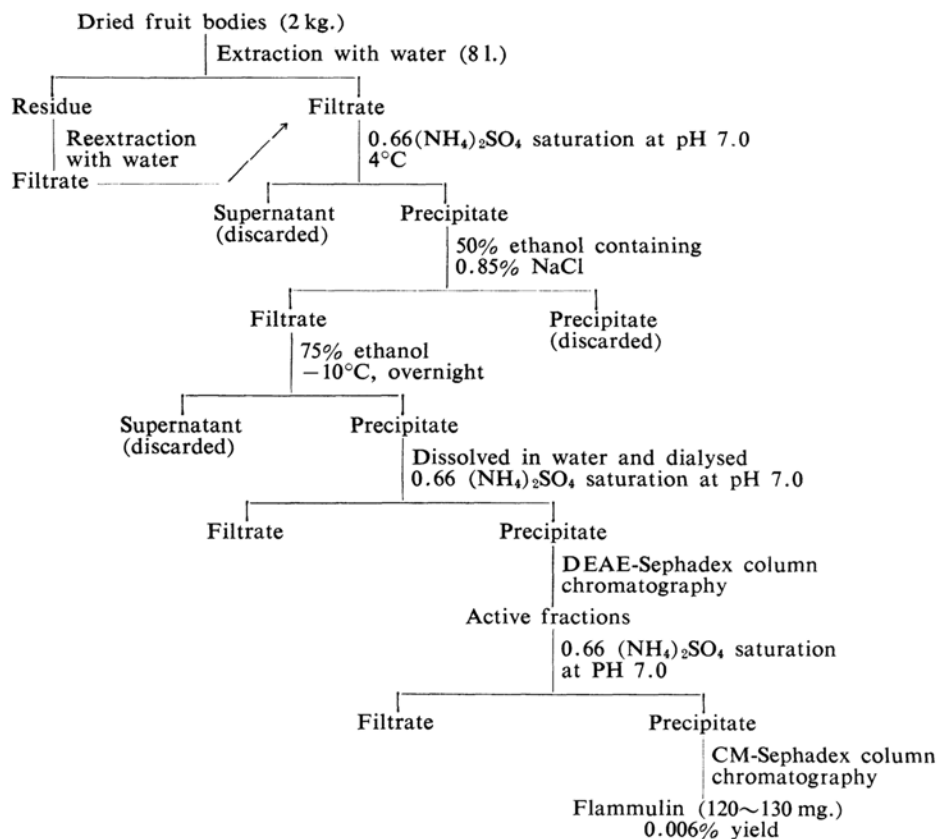 Dried fruit bodies (2 kg.)
Extraction with water (8 l.)
Residue
Filtrate
Reextraction
with water
0.66(NH₄)₂SO₄ saturation at pH 7.0
4°C
Filtrate
Supernatant
(discarded)
Precipitate
50% ethanol containing
0.85% NaCl
Filtrate
Precipitate
(discarded)
75% ethanol
−10°C, overnight
Supernatant
(discarded)
Precipitate
Dissolved in water and dialysed
0.66 (NH₄)₂SO₄ saturation at pH 7.0
Filtrate
Precipitate
DEAE-Sephadex column
chromatography
Active fractions
0.66 (NH₄)₂SO₄ saturation
at PH 7.0
Filtrate
Precipitate
CM-Sephadex column
chromatography
Flammulin (120~130 mg.)
0.006% yield